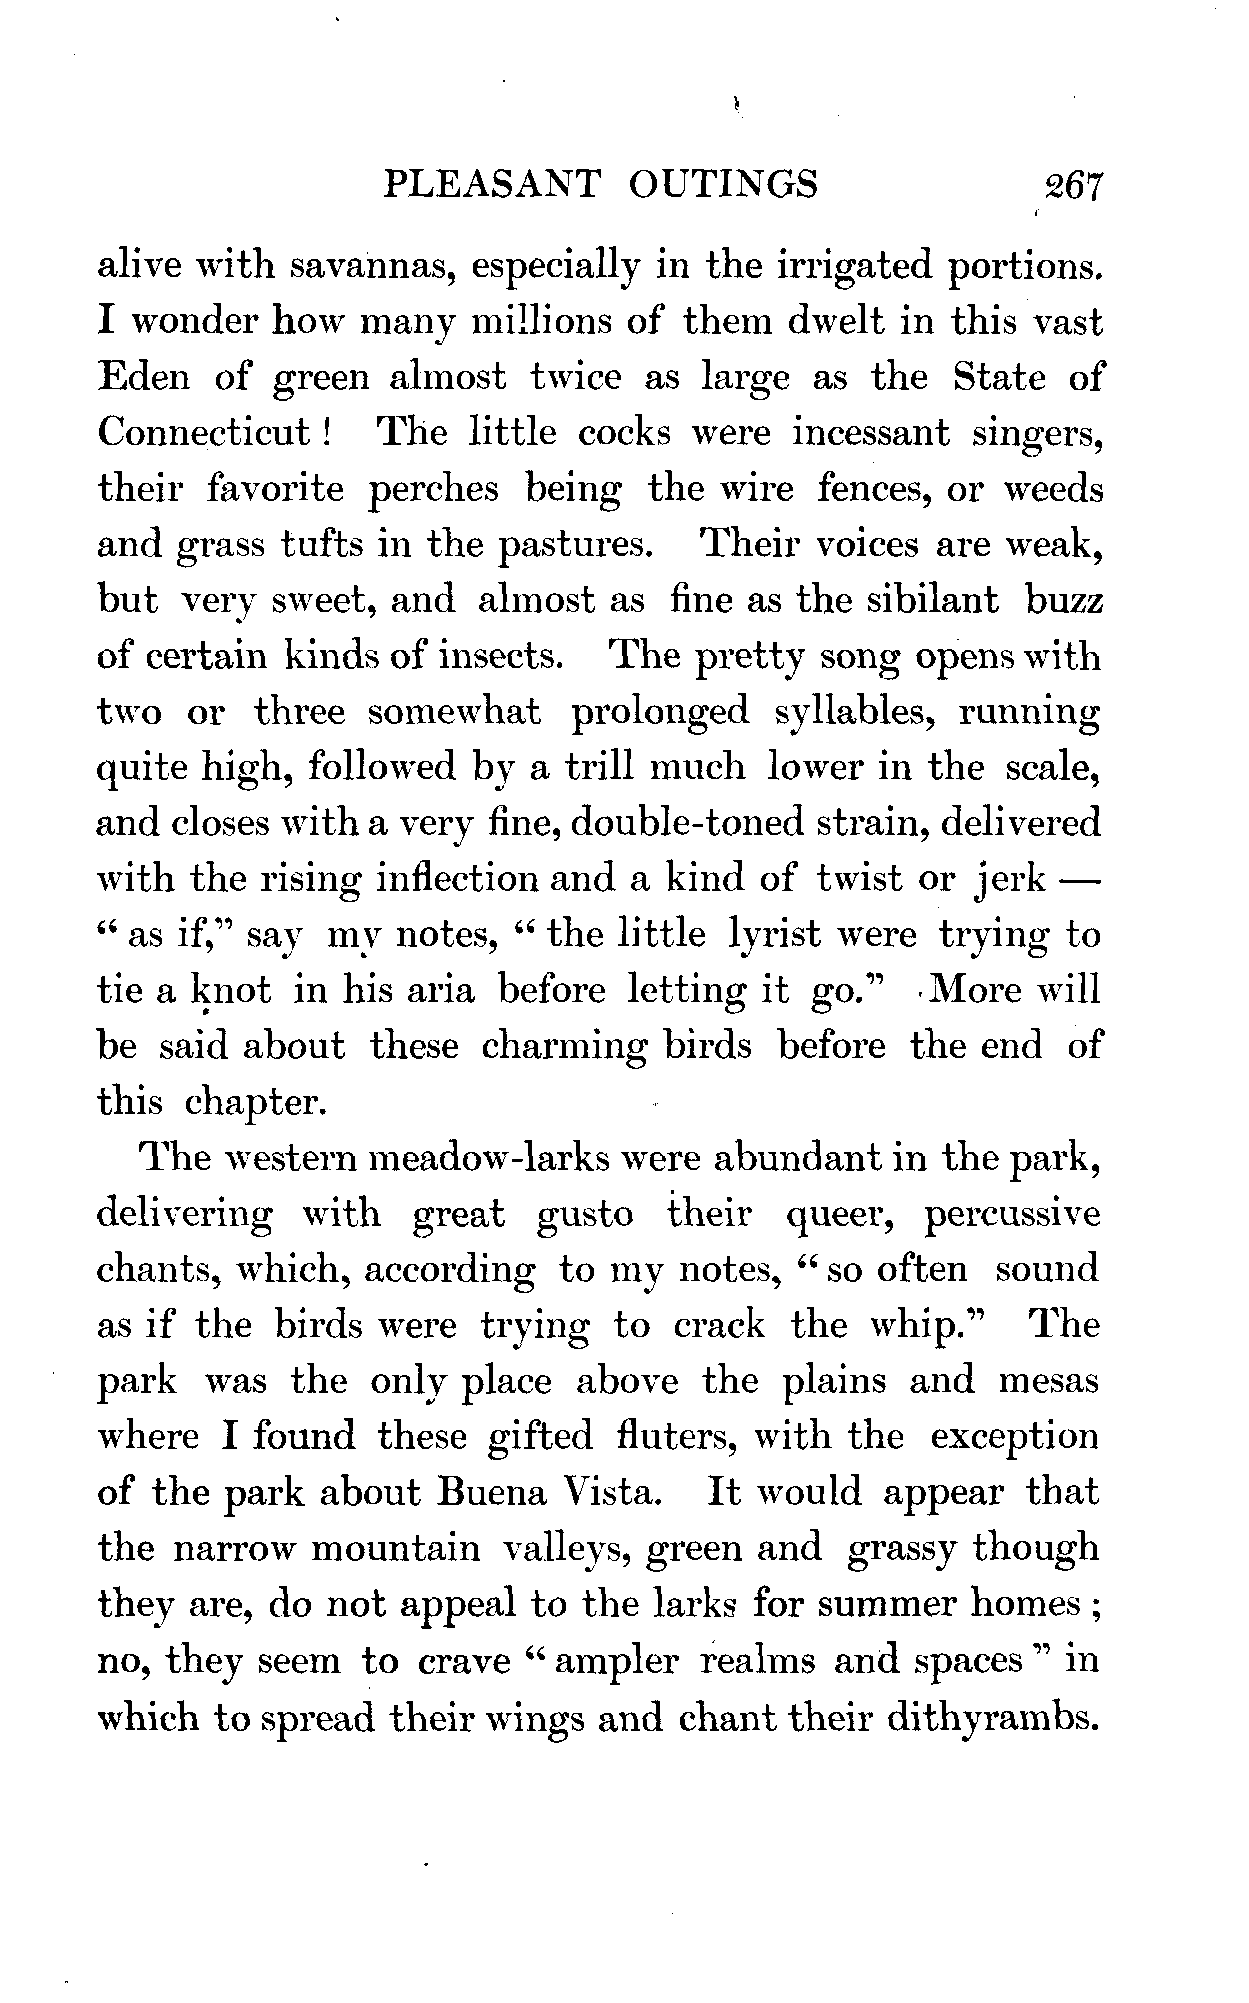 PLEASANT OUTINGS 267
alive with savannas, especially in the irrigated portions.
I wonder how many millions of them dwelt in this vast
Eden of green almost twice as large as the State of
Connecticut ! The little cocks were incessant singers,
their favorite perches being the wire fences, or weeds
and grass tufts in the pastures. Their voices are weak,
but very sweet, and almost as fine as the sibilant buzz
of certain kinds of insects. The pretty song opens with
two or three somewhat prolonged syllables, running
quite high, followed by a trill much lower in the scale,
and closes with a very fine, double-toned strain, delivered
with the rising inflection and a kind of twist or jerk —
“ as if,” say my notes, “ the little lyrist were trying to
tie a knot in his aria before letting it go.” More will
be said about these charming birds before the end of
this chapter.
The western meadow-larks were abundant in the park,
delivering with great gusto their queer, percussive
chants, which, according to my notes, “ so often sound
as if the birds were trying to crack the whip.” The
park was the only place above the plains and mesas
where I found these gifted fluters, with the exception
of the park about Buena Vista. It would appear that
the narrow mountain valleys, green and grassy though
they are, do not appeal to the larks for summer homes ;
no, they seem to crave “ ampler realms and spaces ” in
which to spread their wings and chant their dithyrambs.